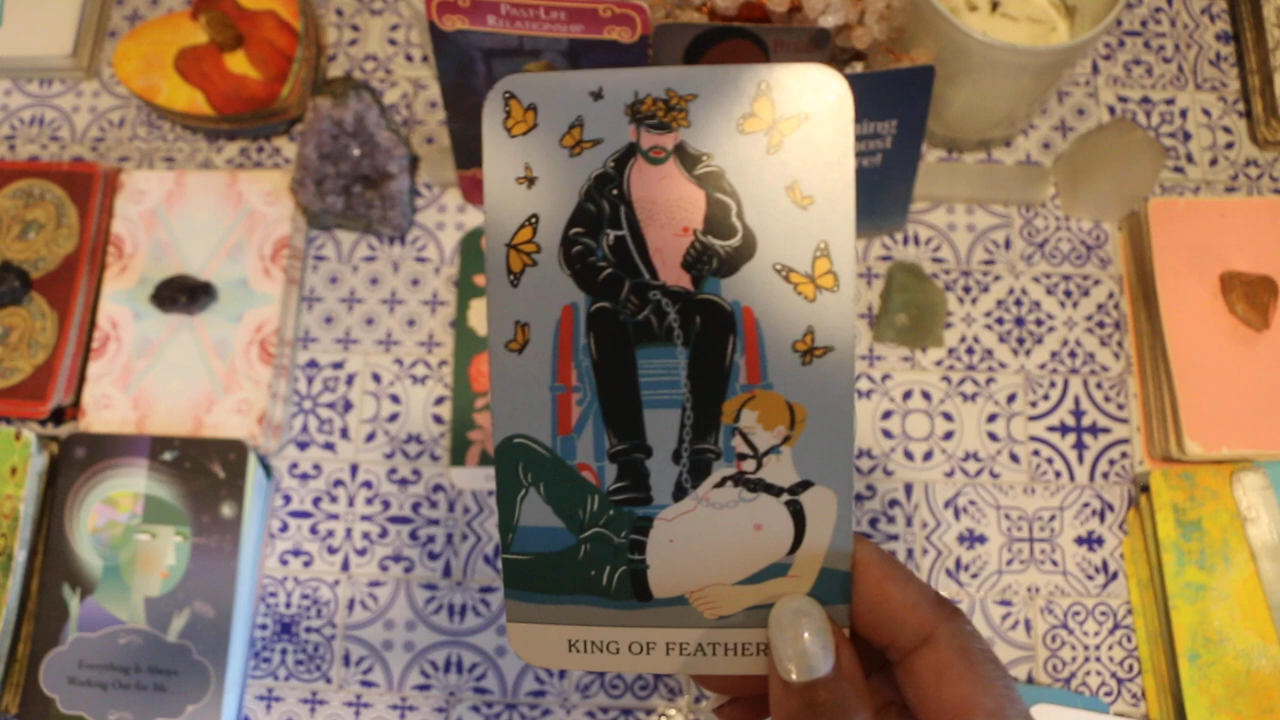 PAST-LIFE
RELATIONSHIP
KING OF FEATHER
Everything Is Always
Working Out for Me